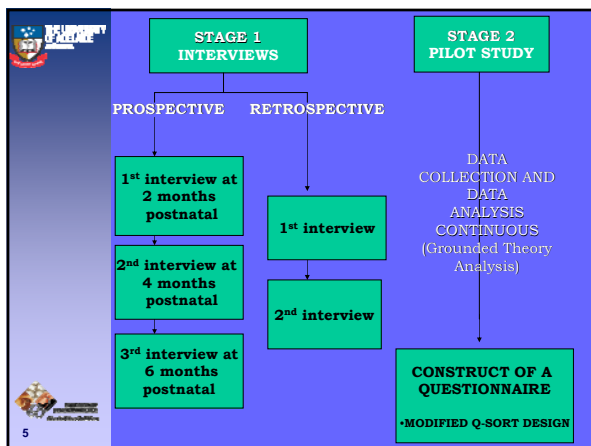 STAGE 1
INTERVIEWS
STAGE 2
PILOT STUDY
PROSPECTIVE
RETROSPECTIVE
1st interview at
2 months
postnatal
2nd interview at
4 months
postnatal
3rd interview at
6 months
postnatal
1st interview
2nd interview
DATA
COLLECTION AND
DATA
ANALYSIS
CONTINUOUS
(Grounded Theory
Analysis)
CONSTRUCT OF A
QUESTIONNAIRE
•MODIFIED Q-SORT DESIGN
5